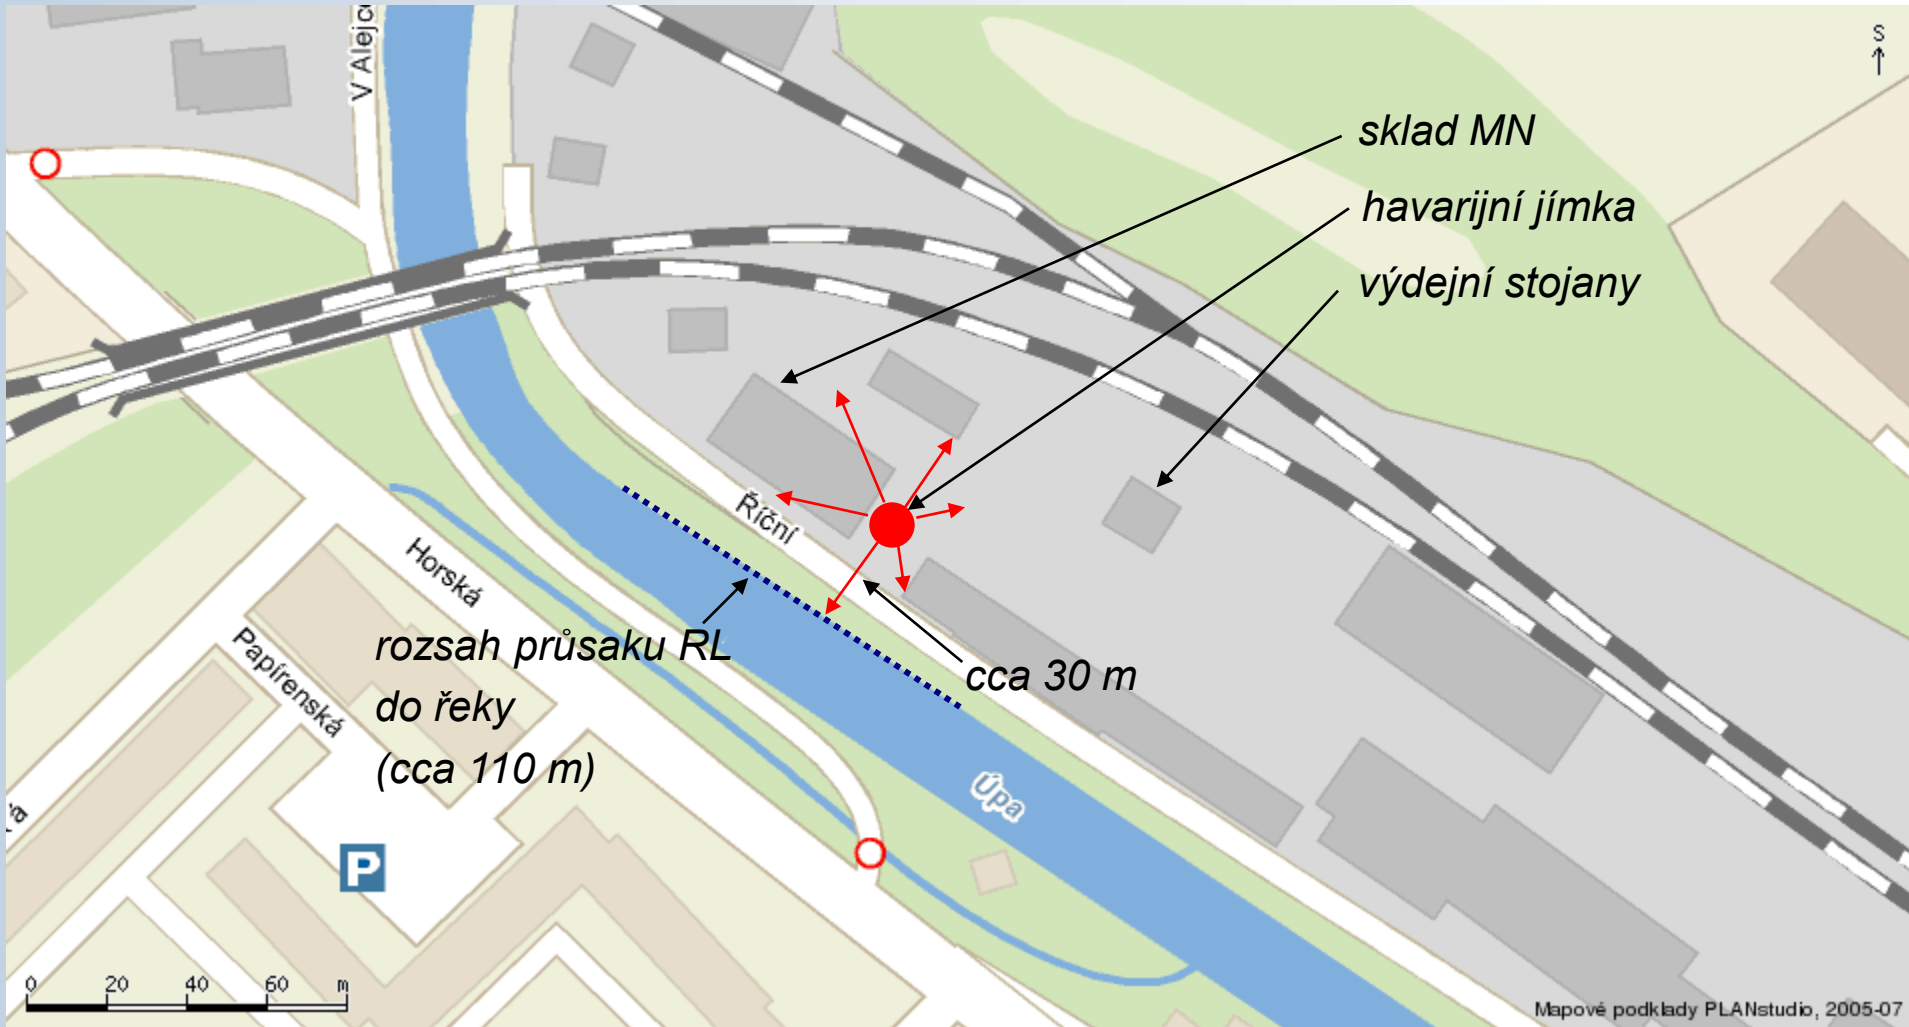 V Alejce
S
sklad MN
havarijní jímka
výdejní stojany
Říční
Horská
Papírenská
rozsah průsaku RL
do řeky
(cca 110 m)
cca 30 m
Úpa
P
0 20 40 60 m
Mapové podklady PLANstudio, 2005-07